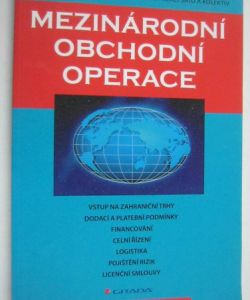 A KOLEKTIV
MEZINÁRODNÍ
OBCHODNÍ
OPERACE
VSTUP NA ZAHRANIČNÍ TRHY
DODACÍ A PLATEBNÍ PODMÍNKY
FINANCOVÁNÍ
CELNÍ ŘÍZENÍ
LOGISTIKA
POJIŠTĚNÍ RIZIK
LICENČNÍ SMLOUVY
GRADA